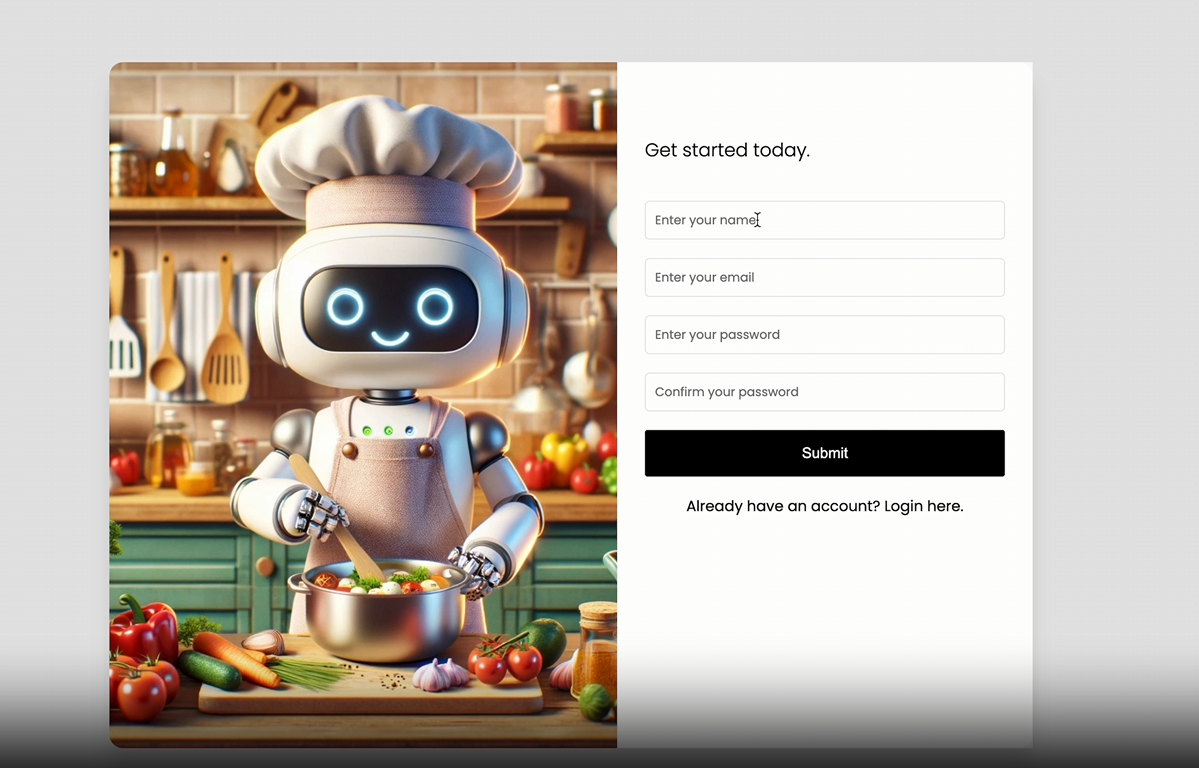 Get started today.
Enter your name
Enter your email
Enter your password
Confirm your password
Submit
Already have an account? Login here.